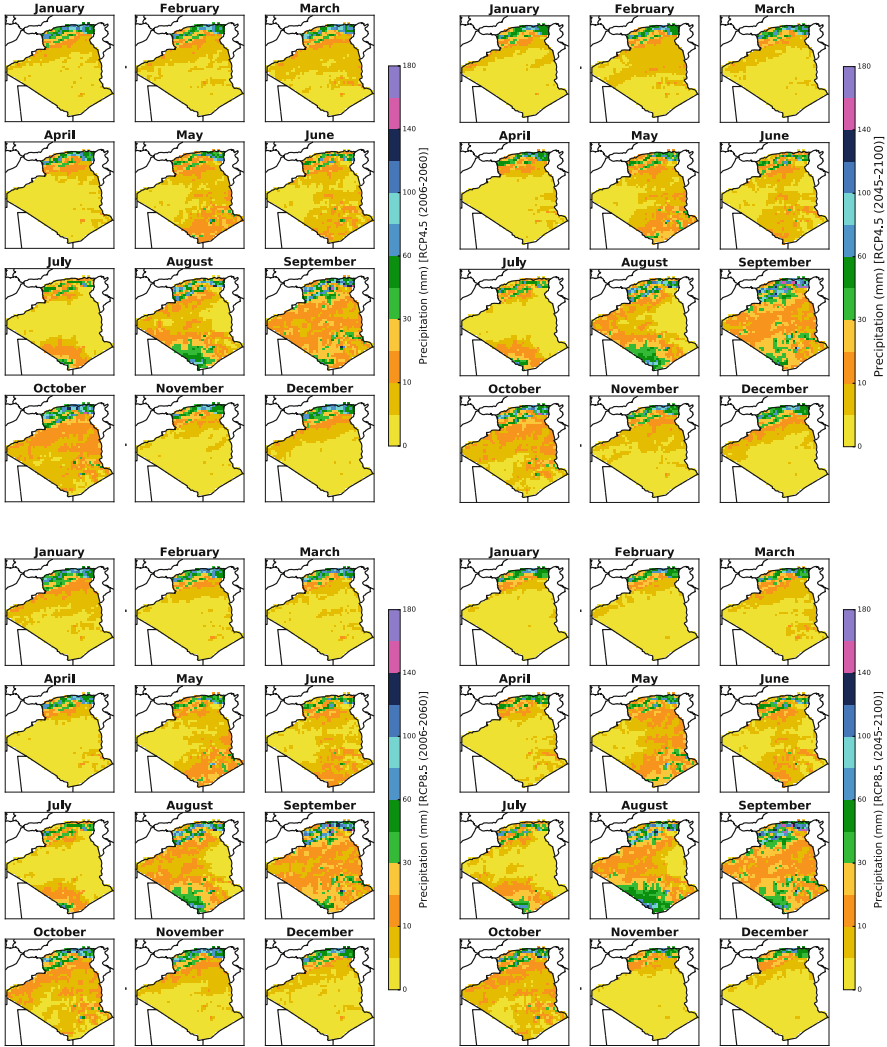 January February March
April May June
July August September
October November December
180
140
100
60
30
10
0
Precipitation (mm) [RCP4.5 (2006-2060)]
January February March
April May June
July August September
October November December
180
140
100
60
30
10
0
Precipitation (mm) [RCP4.5 (2045-2100)]
January February March
April May June
July August September
October November December
180
140
100
60
30
10
0
Precipitation (mm) [RCP8.5 (2006-2060)]
January February March
April May June
July August September
October November December
180
140
100
60
30
10
0
Precipitation (mm) [RCP8.5 (2045-2100)]